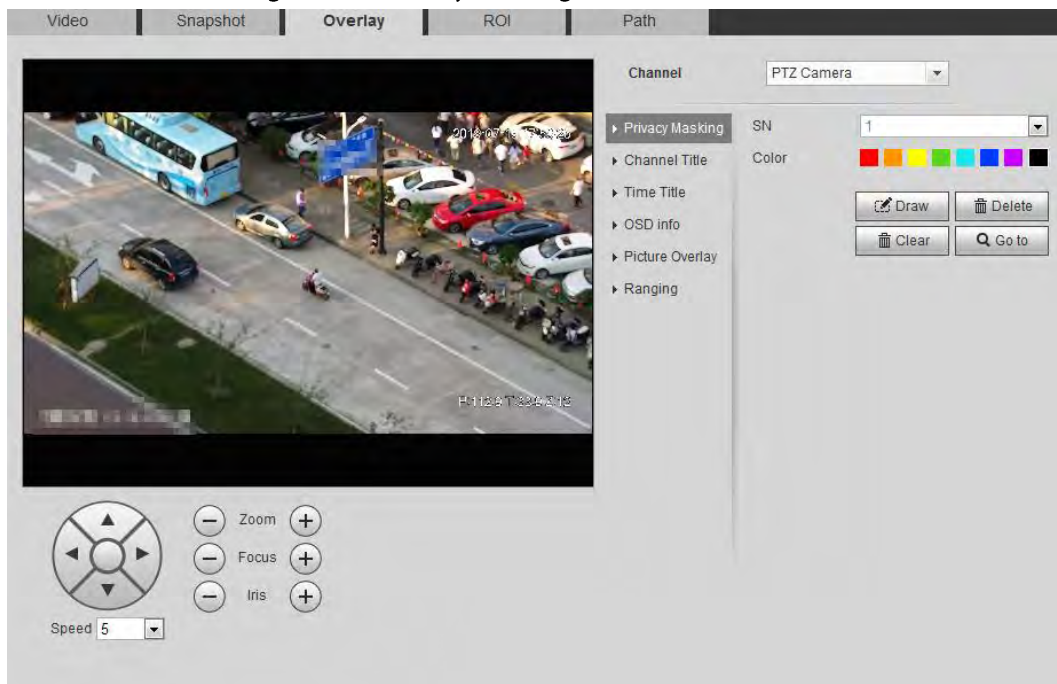 Video Snapshot Overlay ROI Path
Channel PTZ Camera
Privacy Masking
Channel Title
Time Title
OSD info
Picture Overlay
Ranging
SN 1
Color
Draw Delete
Clear Go to
Zoom
Focus
Iris
Speed 5